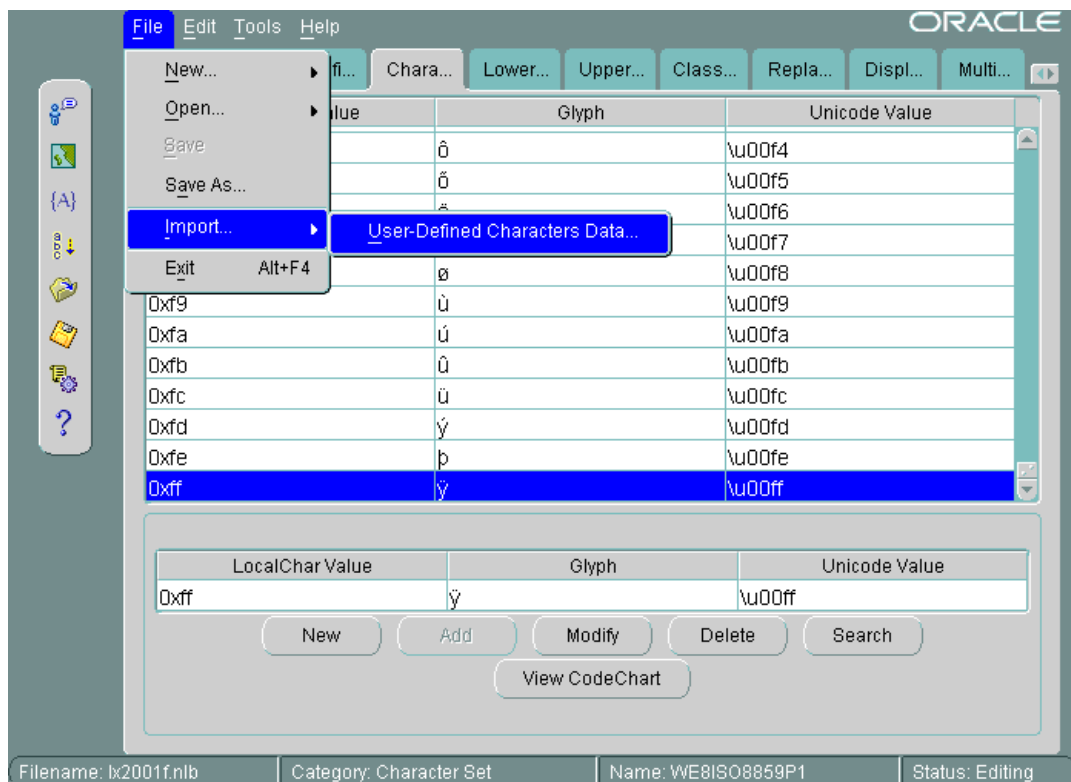 File Edit Tools Help
ORACLE
New...
Open...
Save
Save As...
Import...
User-Defined Characters Data...
Exit Alt+F4
fi... Chara... Lower... Upper... Class... Repla... Displ... Multi...
Glyph Unicode Value
ô \u00f4
\u00f5
\u00f6
\u00f7
ø \u00f8
0xf9 ù \u00f9
0xfa ú \u00fa
0xfb û \u00fb
0xfc ü \u00fc
0xfd ý \u00fd
0xfe þ \u00fe
0xff ÿ \u00ff
LocalChar Value Glyph Unicode Value
0xff ÿ \u00ff
New Add Modify Delete Search
View CodeChart
Filename: lx2001f.nlb Category: Character Set Name: WE8ISO8859P1 Status: Editing
{A}
a
b
c
?